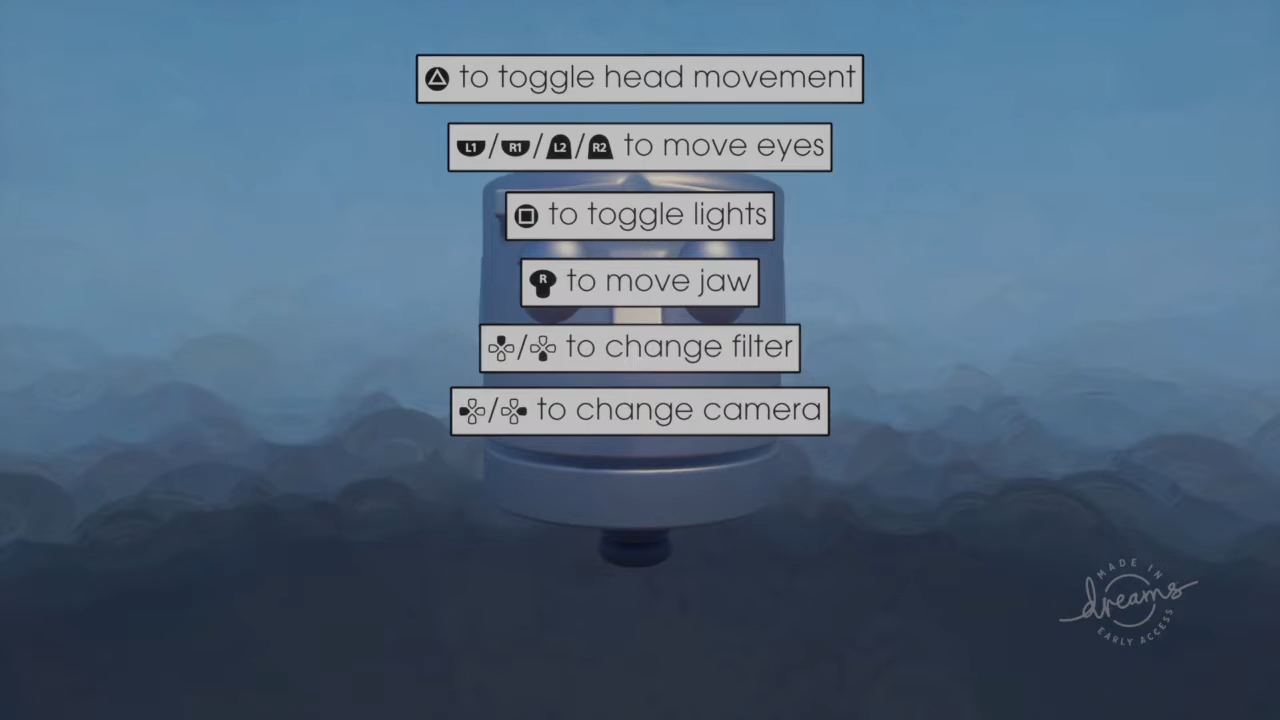 to toggle head movement
L1/R1/L2/R2 to move eyes
to toggle lights
R to move jaw
/ to change filter
/ to change camera
MADE IN
dreams
EARLY ACCESS